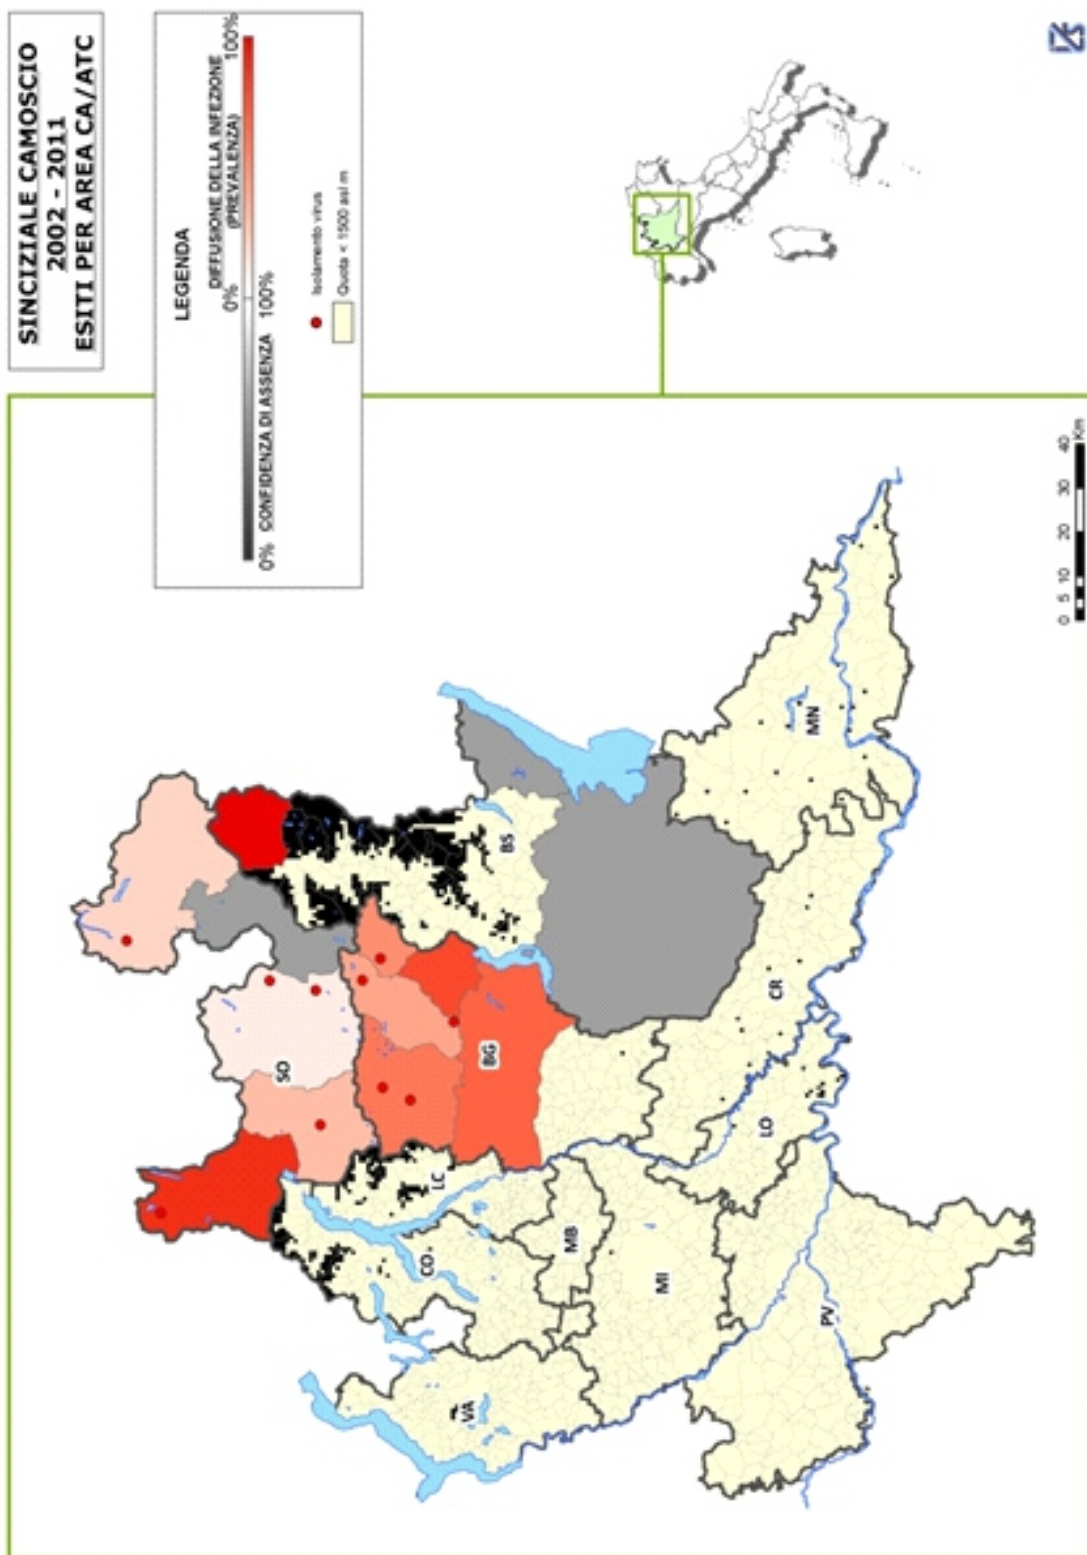 SINCIZIALE CAMOSCIO
2002 - 2011
ESITI PER AREA CA/ATC
LEGENDA
DIFFUSIONE DELLA INFEZIONE
0% (PREVALENZA) 100%
0% CONFIDENZA DI ASSENZA 100%
Isolamento virus
Quota < 1500 asl m
SO
BS
BG
LC
CO
VA
MB
MI
LO
CR
MN
PV
0 5 10 20 30 40
Km
IZS